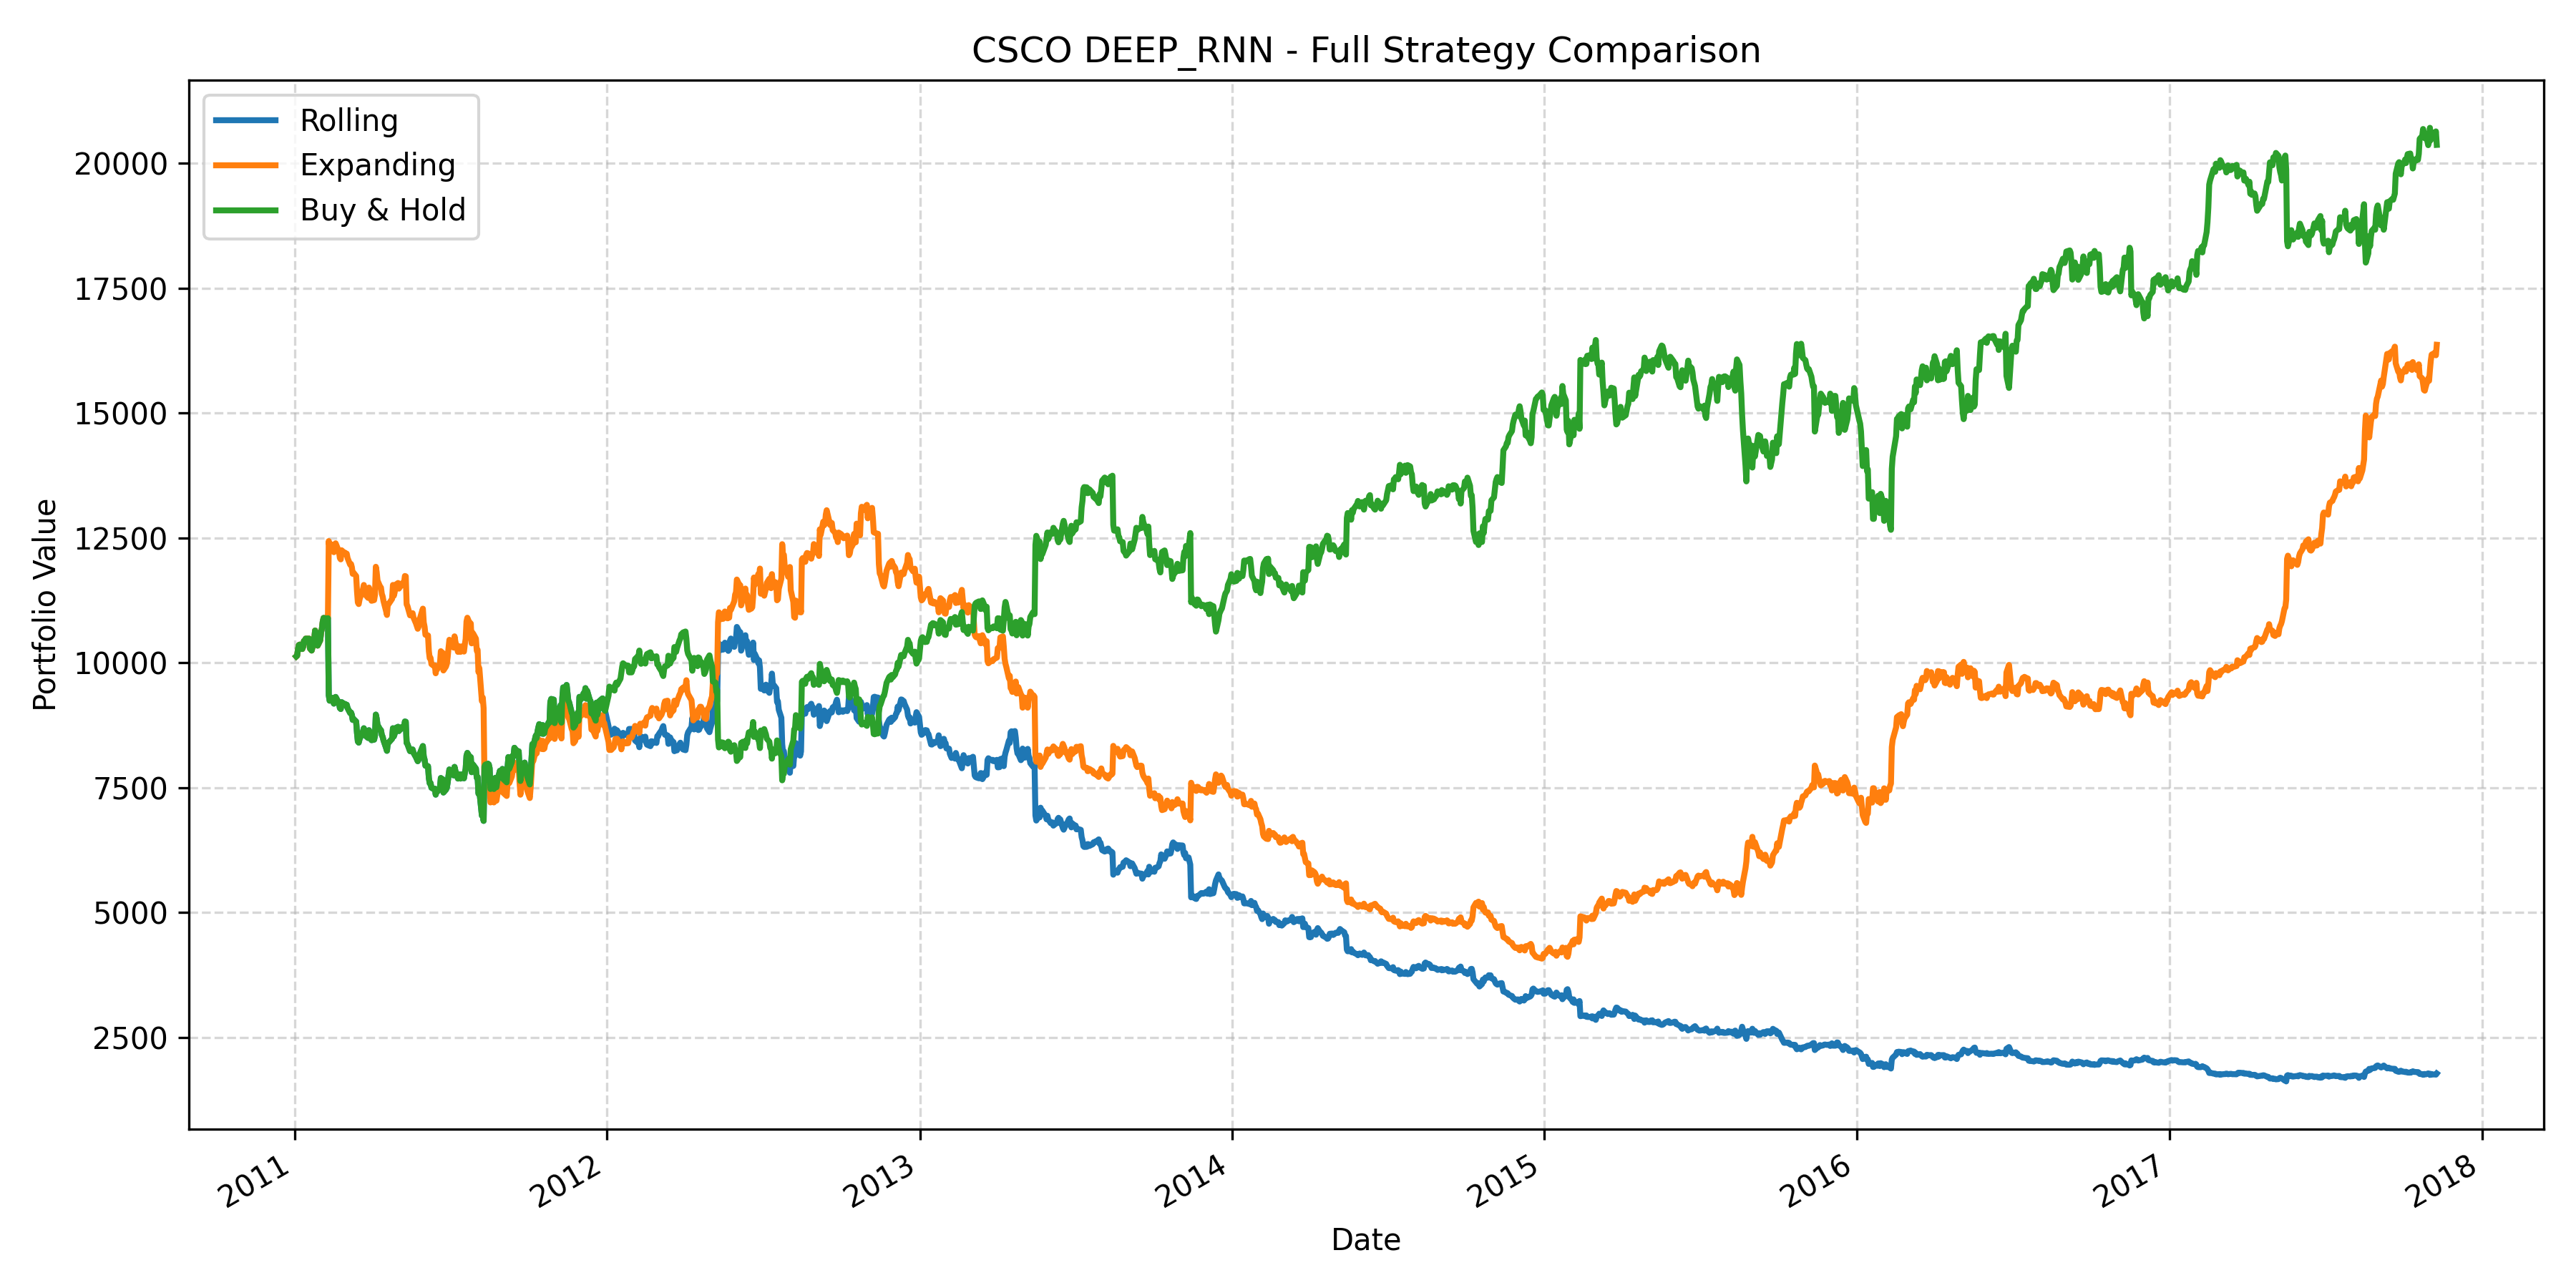 CSCO DEEP_RNN - Full Strategy Comparison
Rolling
Expanding
Buy & Hold
Portfolio Value
20000
17500
15000
12500
10000
7500
5000
2500
2011
2012
2013
2014
2015
2016
2017
2018
Date